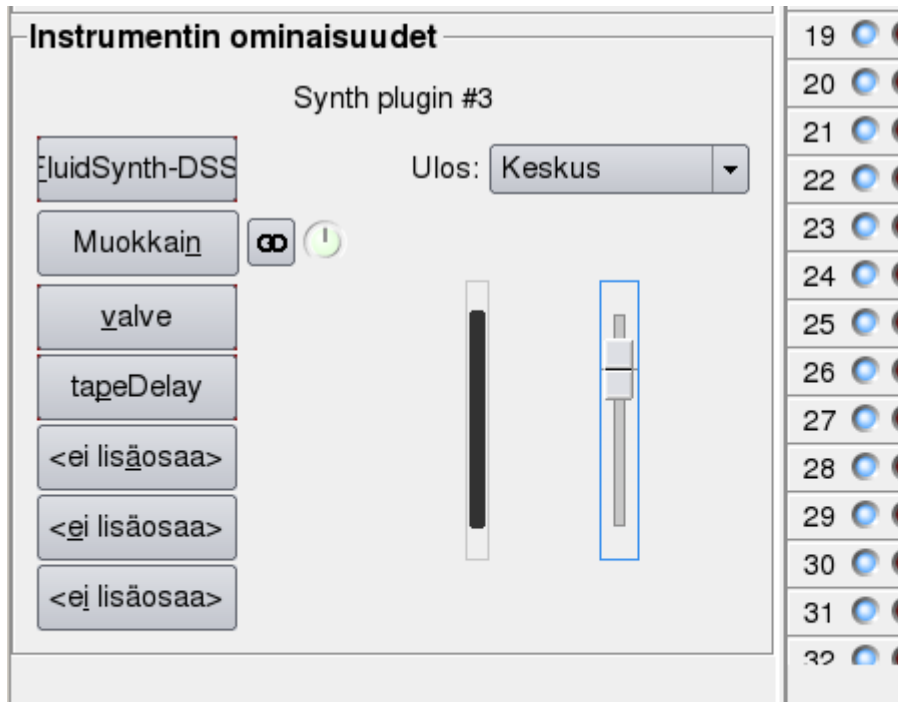 Instrumentin ominaisuudet
Synth plugin #3
FluidSynth-DSS
Ulos: Keskus
Muokkain
valve
tapeDelay
<ei lisäosaa>
<ei lisäosaa>
<ei lisäosaa>
19
20
21
22
23
24
25
26
27
28
29
30
31
32